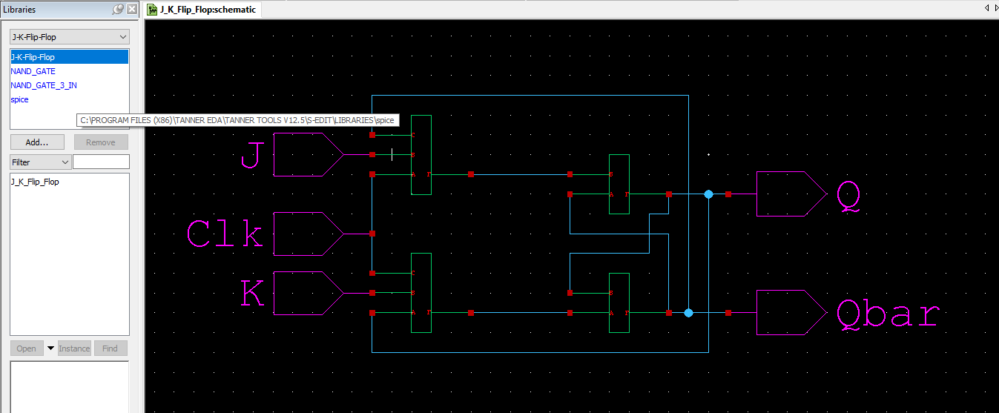 Libraries
J_K_Flip_Flop:schematic
J-K-Flip-Flop
J-K-Flip-Flop
NAND_GATE
NAND_GATE_3_IN
spice
C:\PROGRAM FILES (X86)\TANNER EDA\TANNER TOOLS V12.5\S-EDIT\LIBRARIES\spice
Add...
Remove
Filter
J_K_Flip_Flop
Open
Instance
Find
J
Clk
K
C
B
A
F
C
B
A
F
B
A
F
B
A
F
Q
Qbar